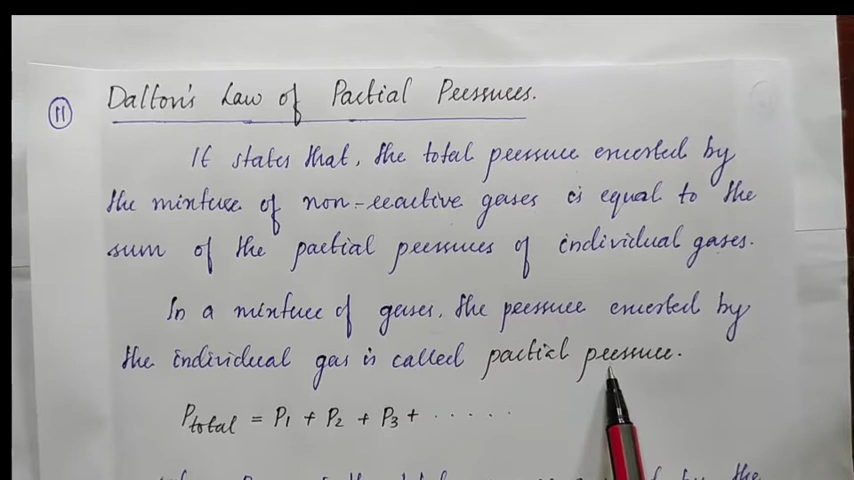 11
Dalton's Law of Partial Pressures.
It states that, the total pressure exerted by
the mixture of non-reactive gases is equal to the
sum of the partial pressures of individual gases.
In a mixture of gases, the pressure exerted by
the individual gas is called partial pressure.
Ptotal = P1 + P2 + P3 + ......
by the